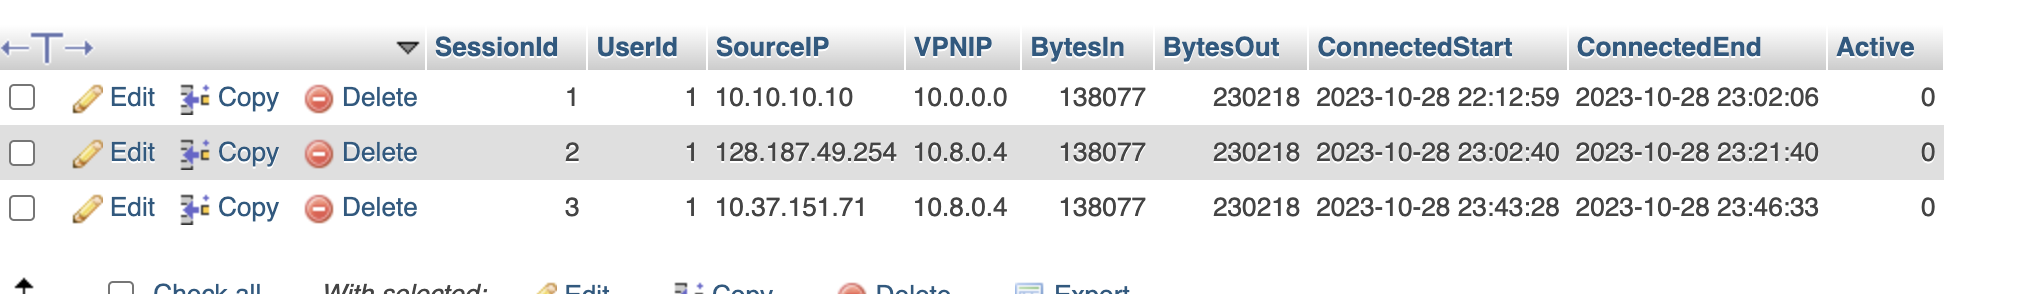 ←T→ SessionId UserId SourceIP VPNIP BytesIn BytesOut ConnectedStart ConnectedEnd Active
Edit Copy Delete 1 1 10.10.10.10 10.0.0.0 138077 230218 2023-10-28 22:12:59 2023-10-28 23:02:06 0
Edit Copy Delete 2 1 128.187.49.254 10.8.0.4 138077 230218 2023-10-28 23:02:40 2023-10-28 23:21:40 0
Edit Copy Delete 3 1 10.37.151.71 10.8.0.4 138077 230218 2023-10-28 23:43:28 2023-10-28 23:46:33 0
Check all With selected: Edit Copy Delete Export